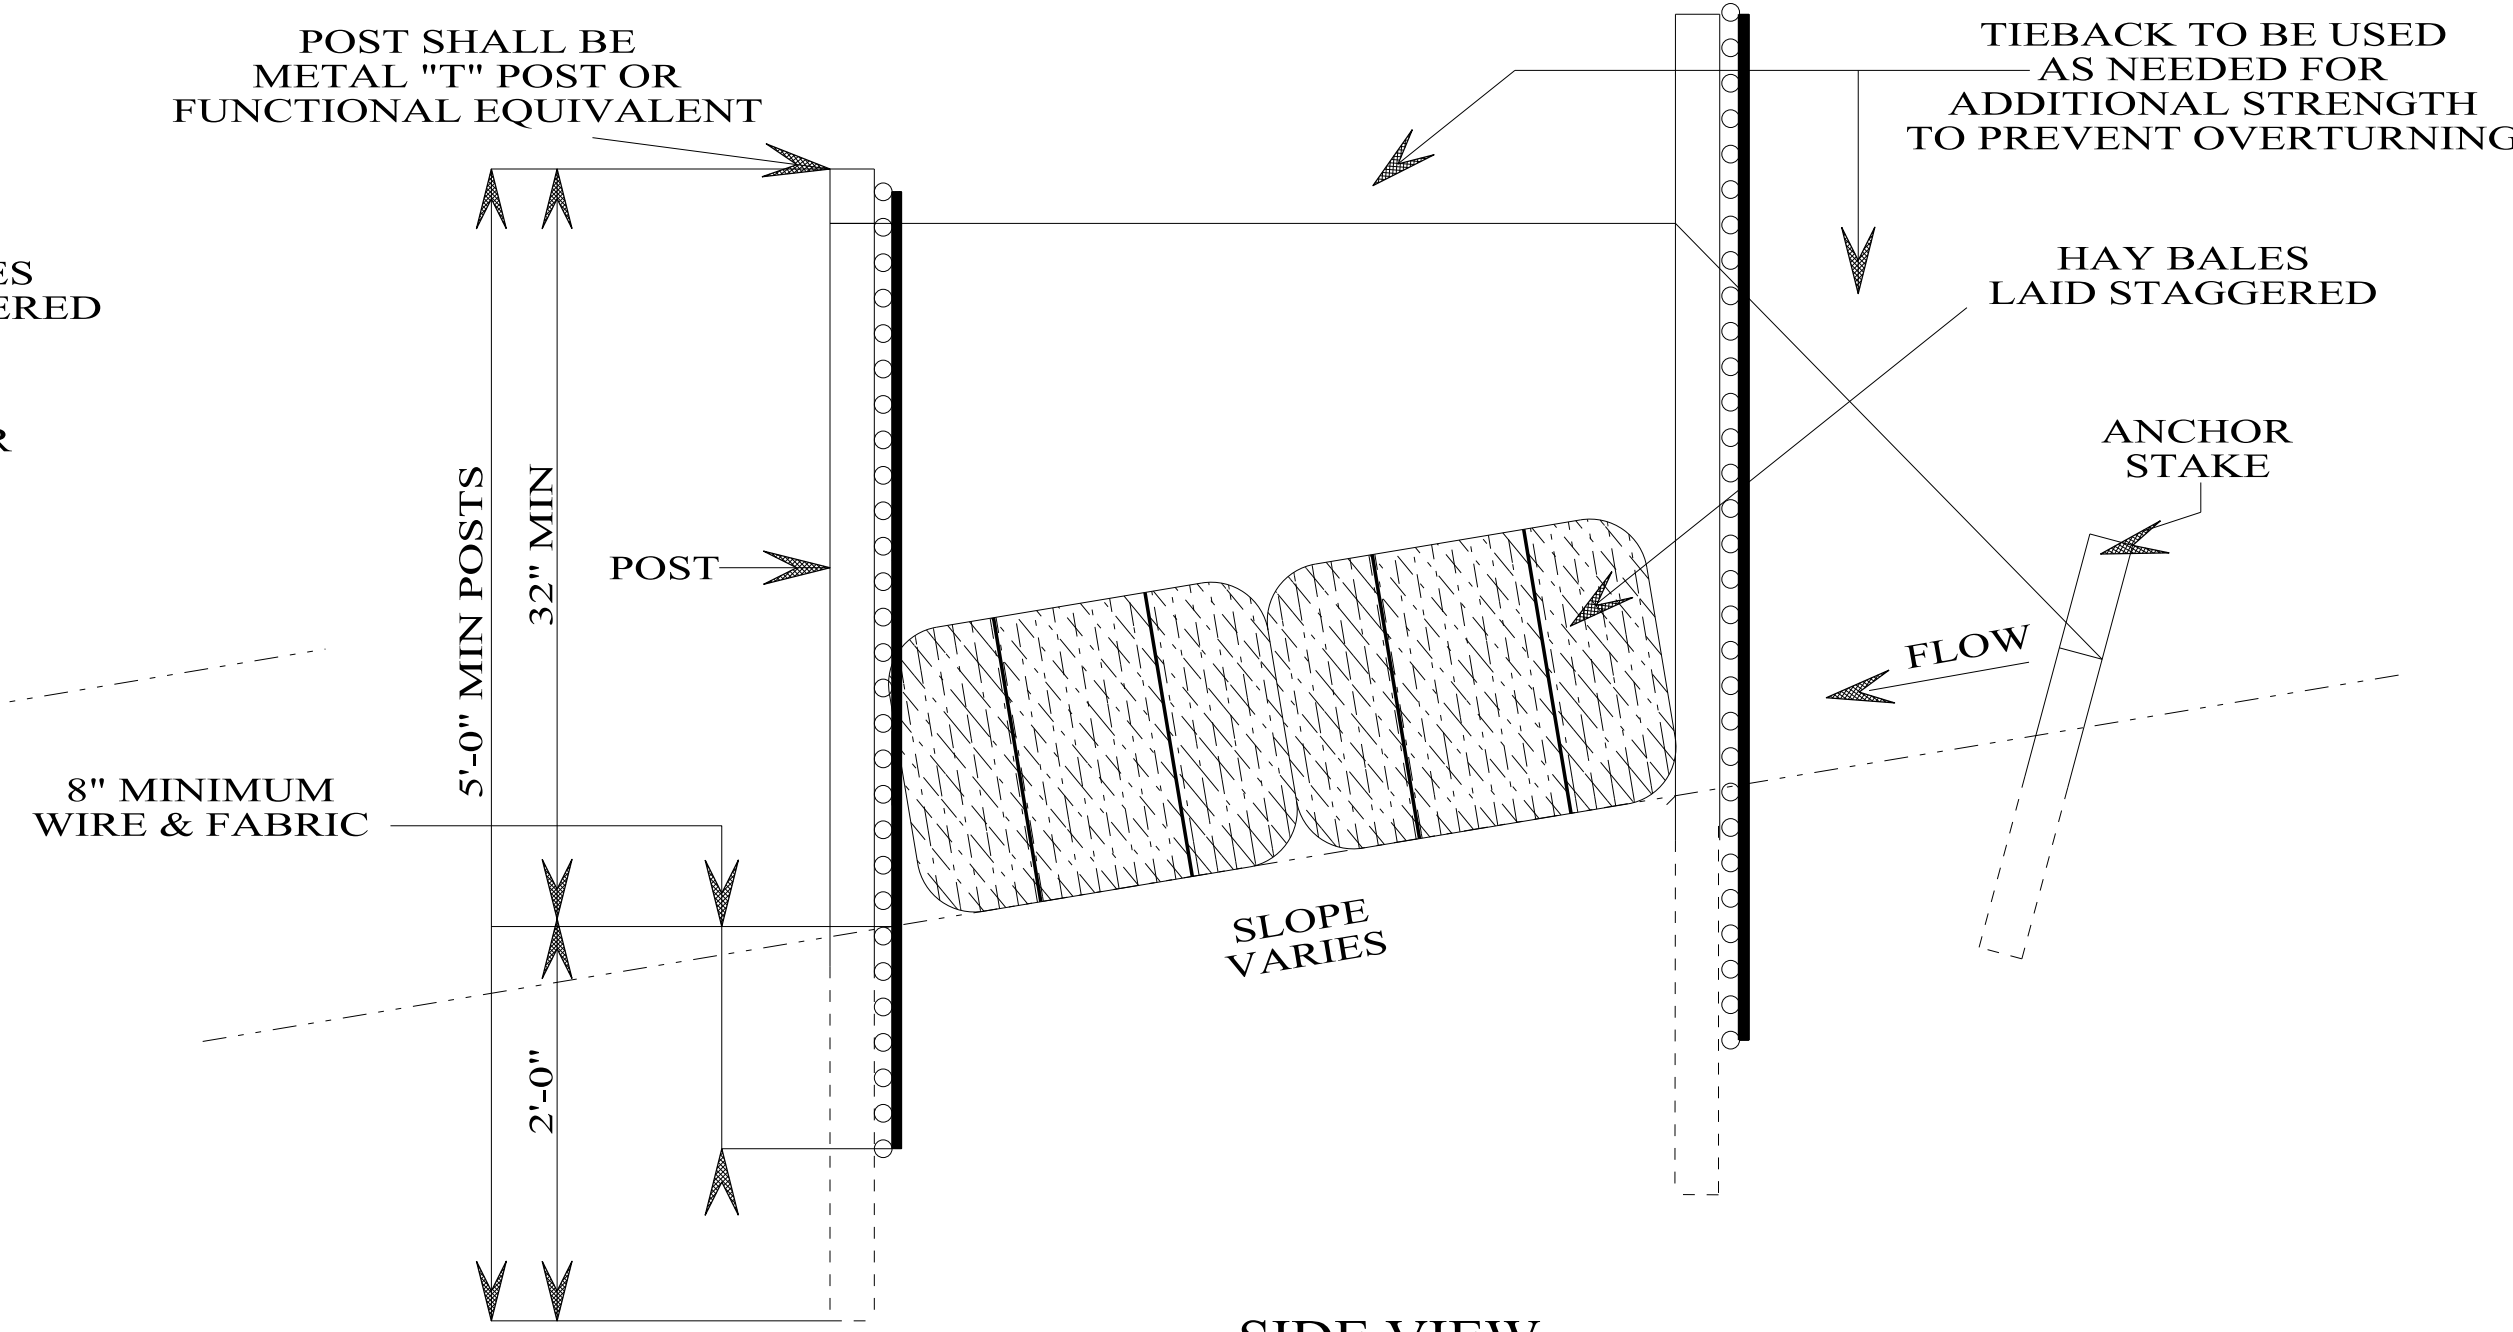 POST SHALL BE
METAL "T" POST OR
FUNCTIONAL EQUIVALENT
TIEBACK TO BE USED
AS NEEDED FOR
ADDITIONAL STRENGTH
TO PREVENT OVERTURNING
HAY BALES
LAID STAGGERED
ANCHOR
STAKE
5'-0" MIN POSTS
32" MIN
POST
FLOW
8" MINIMUM
WIRE & FABRIC
SLOPE
VARIES
2'-0"
SIDE VIEW